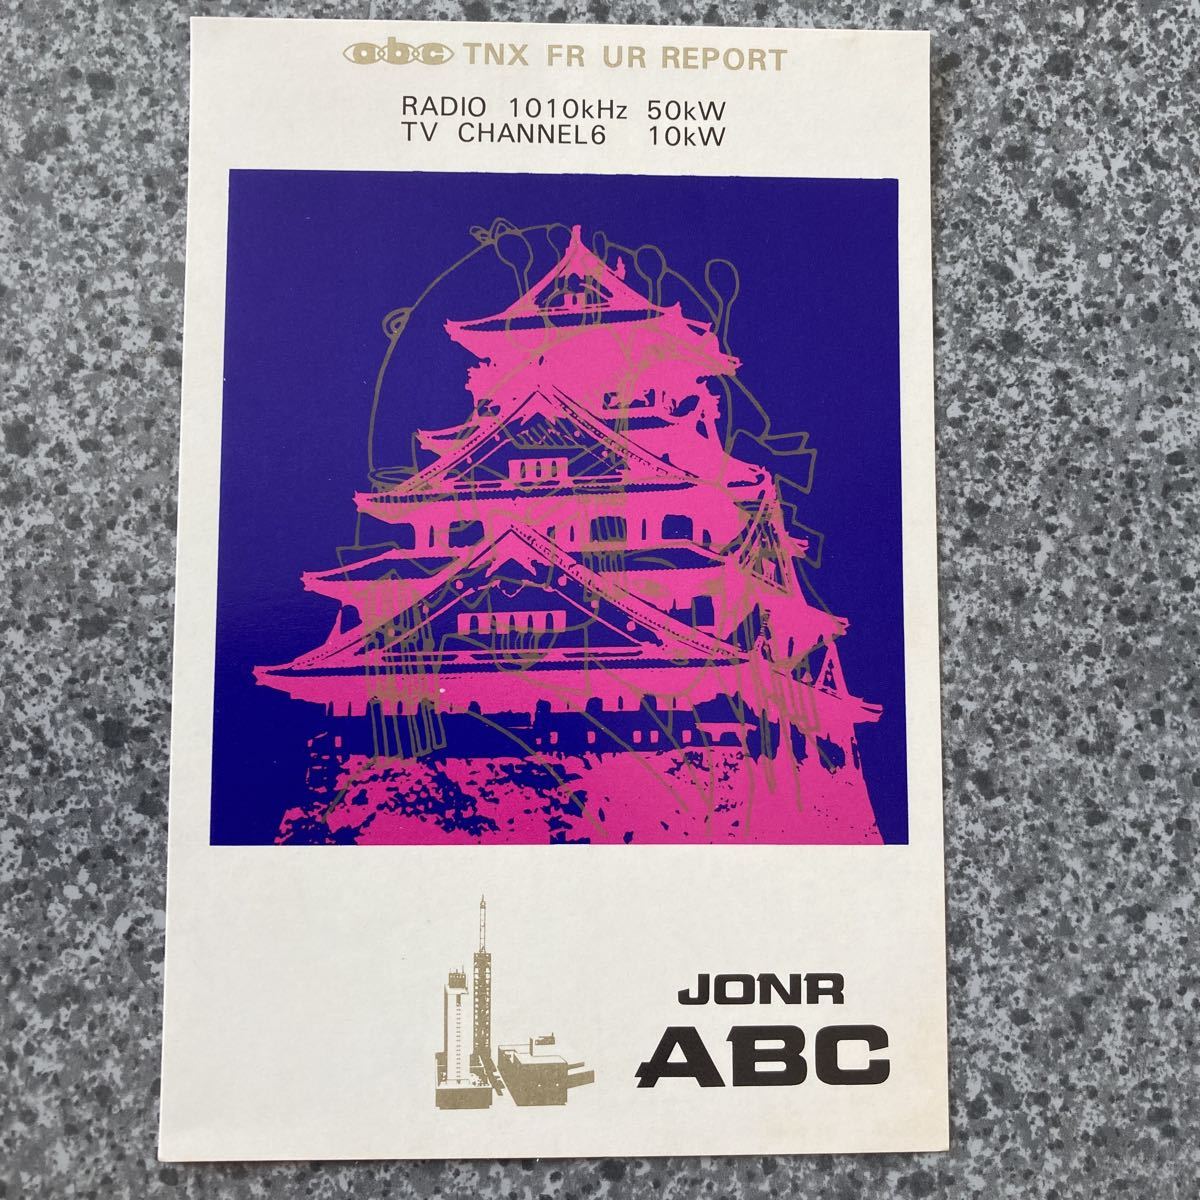 abc TNX FR UR REPORT
RADIO 1010kHz 50kW
TV CHANNEL6 10kW
JONR
ABC